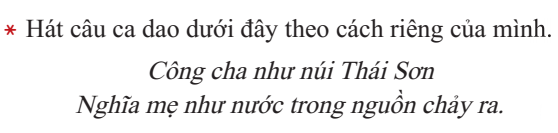 * Hát câu ca dao dưới đây theo cách riêng của mình.
Công cha như núi Thái Sơn
Nghĩa mẹ như nước trong nguồn chảy ra.